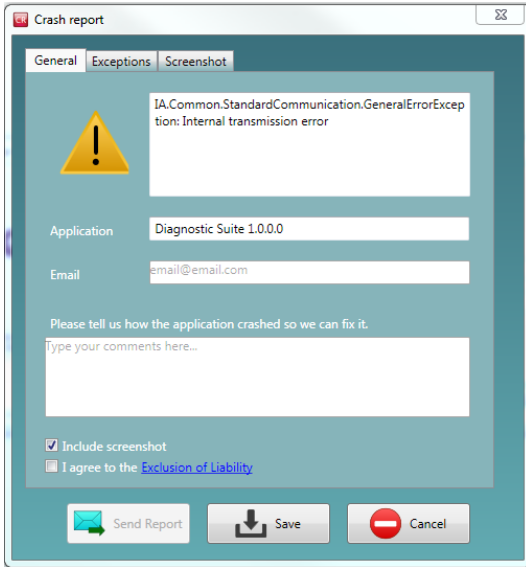 CR Crash report
General Exceptions Screenshot
IA.Common.StandardCommunication.GeneralErrorExcep
tion: Internal transmission error
Application Diagnostic Suite 1.0.0.0
Email email@email.com
Please tell us how the application crashed so we can fix it.
Type your comments here...
Include screenshot
I agree to the Exclusion of Liability
Send Report Save Cancel